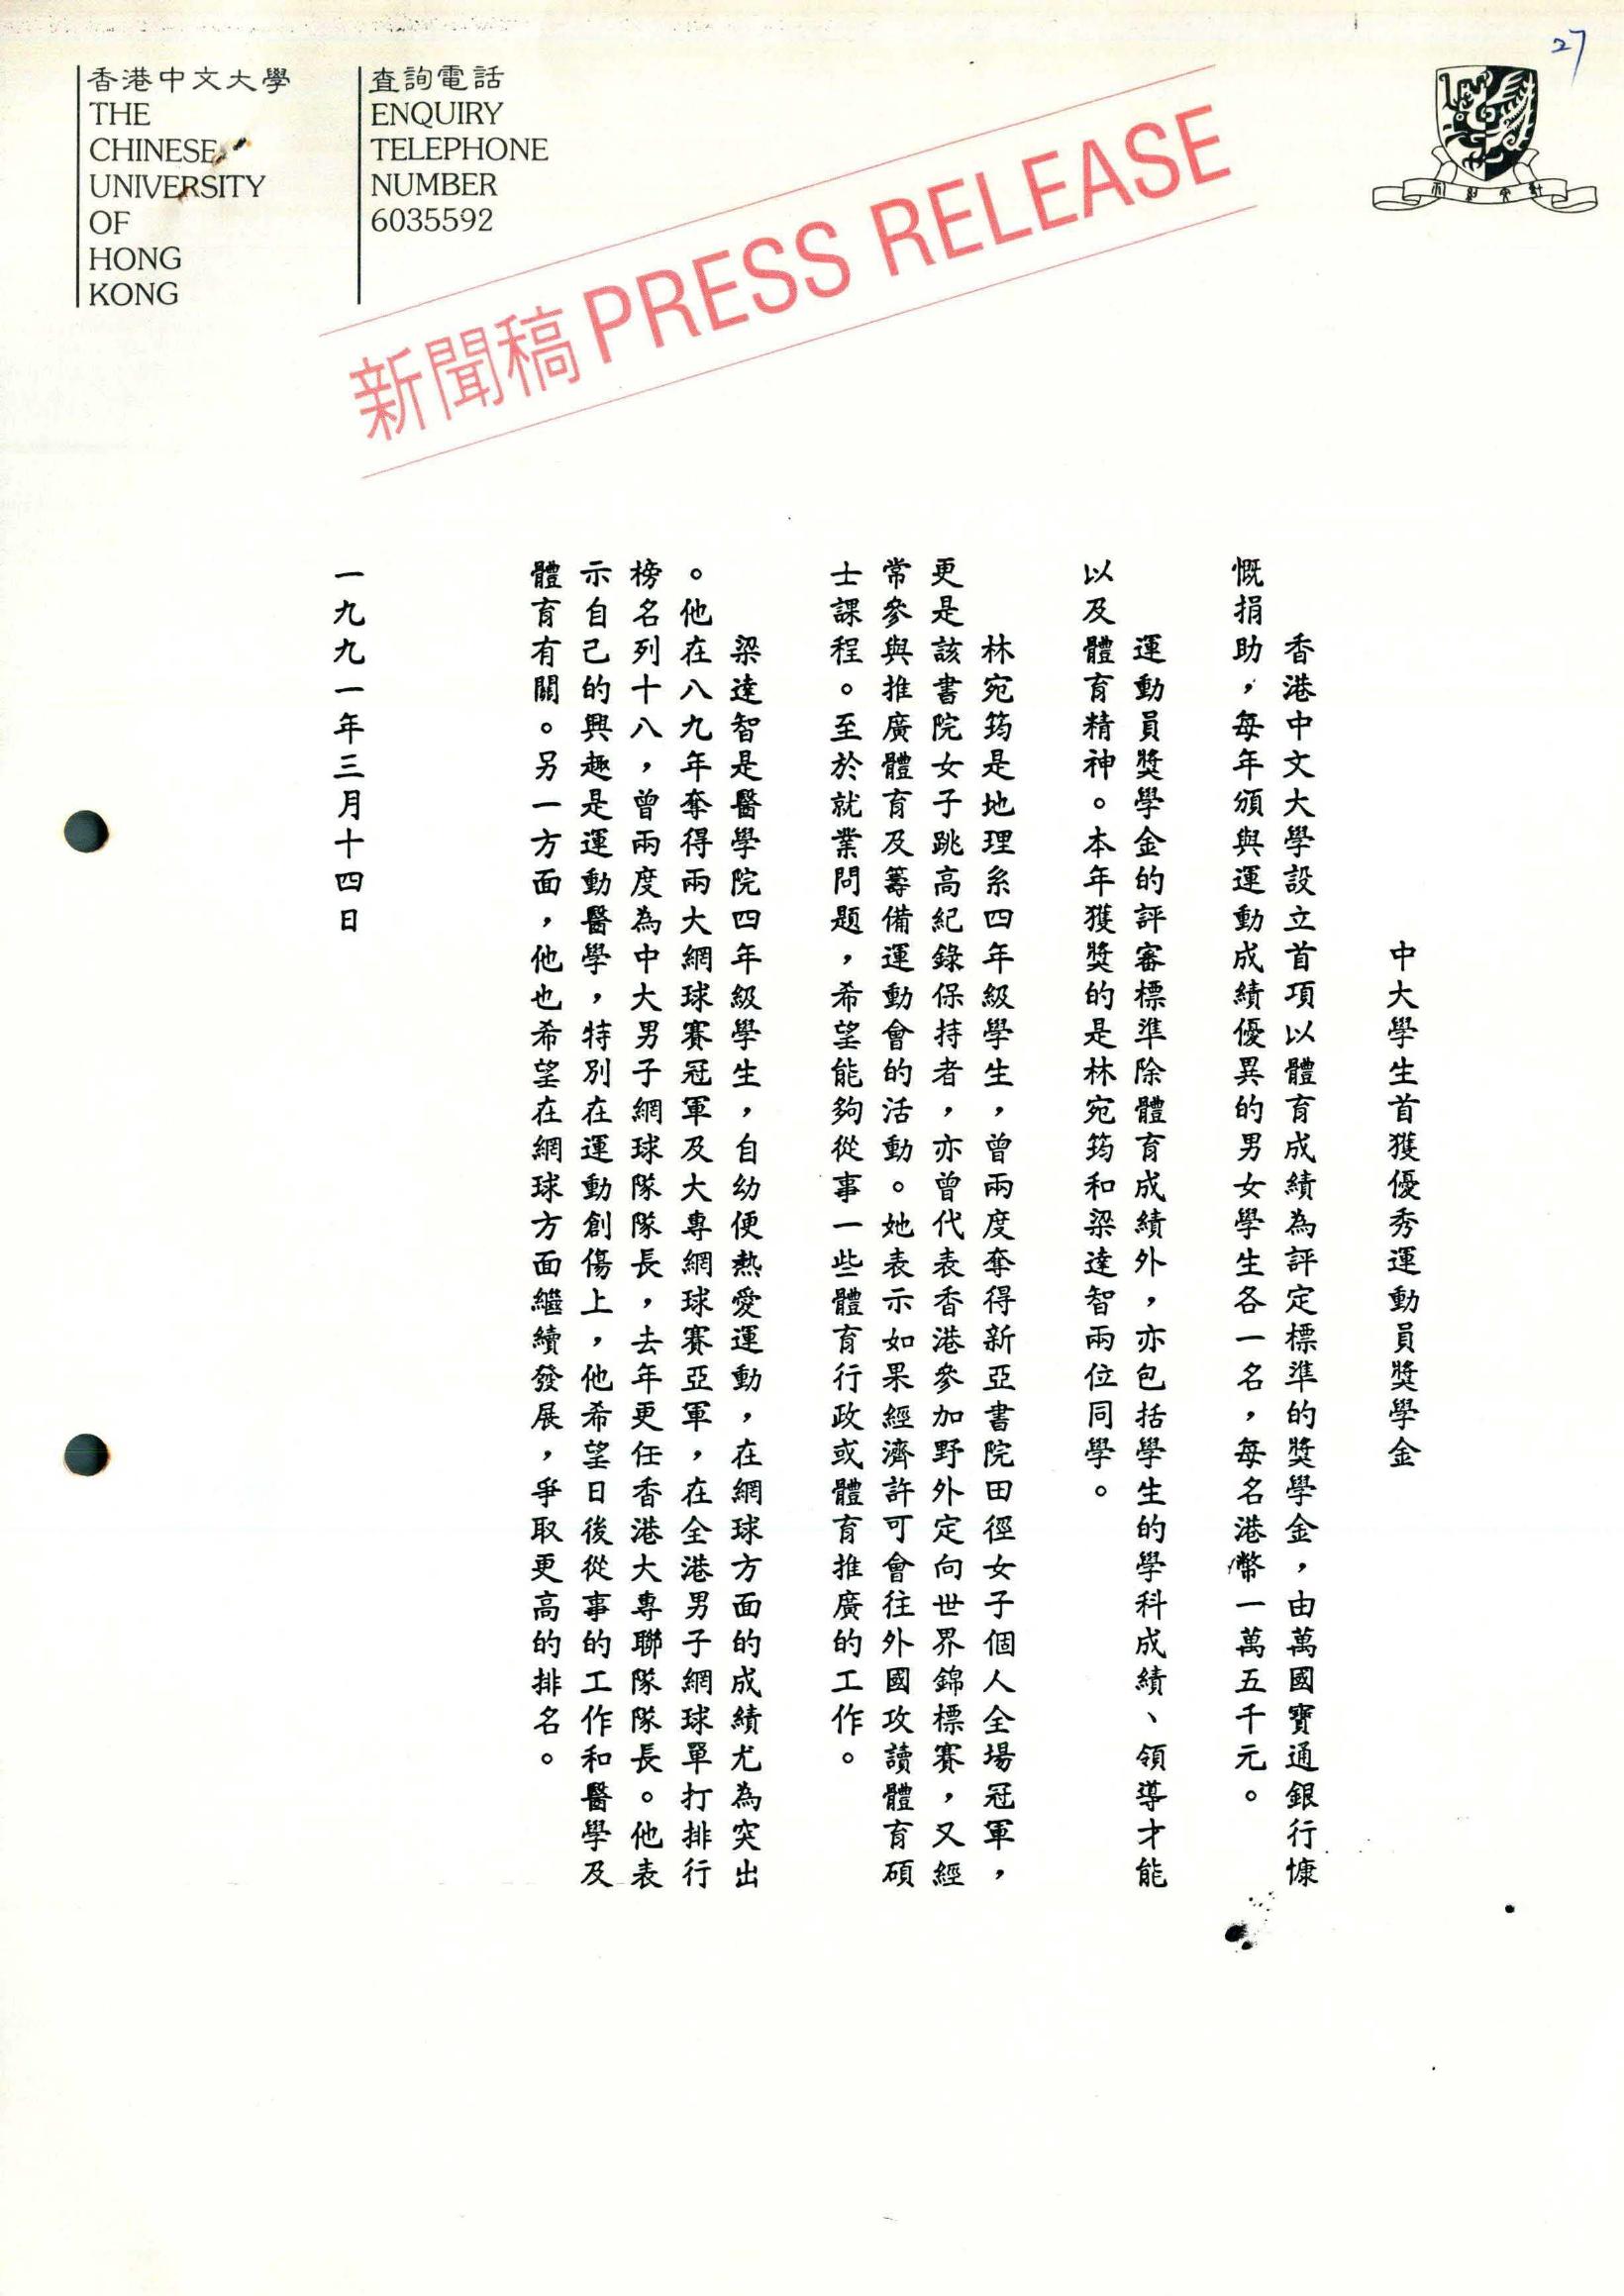 27
香港中文大學
THE
CHINESE
UNIVERSITY
OF
HONG
KONG
查詢電話
ENQUIRY
TELEPHONE
NUMBER
6035592
新聞稿 PRESS RELEASE
中大學生首獲優秀運動員獎學金
香港中文大學設立首項以體育成績為評定標準的獎學金，由萬國寶通銀行慷
慨捐助，每年頒與運動成績優異的男女學生各一名，每名港幣一萬五千元。
運動員獎學金的評審標準除體育成績外，亦包括學生的學科成績、領導才能
以及體育精神。本年獲獎的是林宛筠和梁達智兩位同學。
林宛筠是地理系四年級學生，曾兩度奪得新亞書院田徑女子個人全場冠軍，
更是該書院女子跳高紀錄保持者，亦曾代表香港參加野外定向世界錦標賽，又經
常參與推廣體育及籌備運動會的活動。她表示如果經濟許可會往外國攻讀體育碩
士課程。至於就業問題，希望能夠從事一些體育行政或體育推廣的工作。
梁達智是醫學院四年級學生，自幼便熱愛運動，在網球方面的成績尤為突出
。他在八九年奪得兩大網球賽冠軍及大專網球賽亞軍，在全港男子網球單打排行
榜名列十八，曾兩度為中大男子網球隊隊長，去年更任香港大專聯隊隊長。他表
示自己的興趣是運動醫學，特別在運動創傷上，他希望日後從事的工作和醫學及
體育有關。另一方面，他也希望在網球方面繼續發展，爭取更高的排名。
一九九一年三月十四日